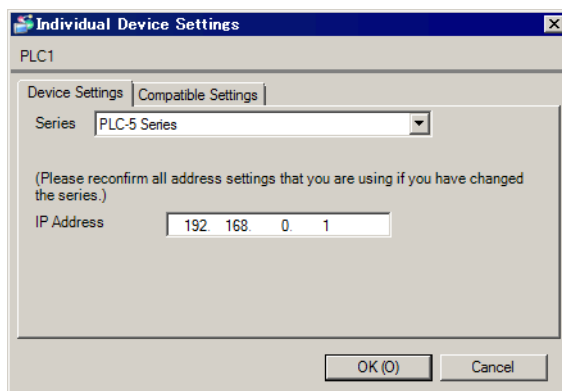 Individual Device Settings
PLC1
Device Settings
Compatible Settings
Series
PLC-5 Series
(Please reconfirm all address settings that you are using if you have changed
the series.)
IP Address
192. 168. 0. 1
OK (O)
Cancel